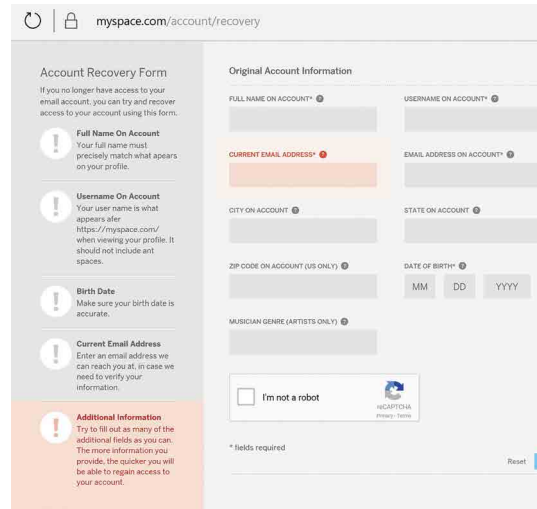 myspace.com/account/recovery
Account Recovery Form
If you no longer have access to your
email account, you can try and recover
access to your account using this form.
Full Name On Account
Your full name must
precisely match what apears
on your profile.
Username On Account
Your user name is what
appears afer
https://myspace.com/
when viewing your profile. It
should not include ant
spaces.
Birth Date
Make sure your birth date is
accurate.
Current Email Address
Enter an email address we
can reach you at, in case we
need to verify your
information.
Additional Information
Try to fill out as many of the
additional fields as you can.
The more information you
provide, the quicker you will
be able to regain access to
your account.
Original Account Information
FULL NAME ON ACCOUNT* ?
USERNAME ON ACCOUNT* ?
CURRENT EMAIL ADDRESS* ?
EMAIL ADDRESS ON ACCOUNT* ?
CITY ON ACCOUNT ?
STATE ON ACCOUNT ?
ZIP CODE ON ACCOUNT (US ONLY) ?
DATE OF BIRTH* ?
MM DD YYYY
MUSICIAN GENRE (ARTISTS ONLY) ?
I'm not a robot
reCAPTCHA
Privacy - Terms
* fields required
Reset